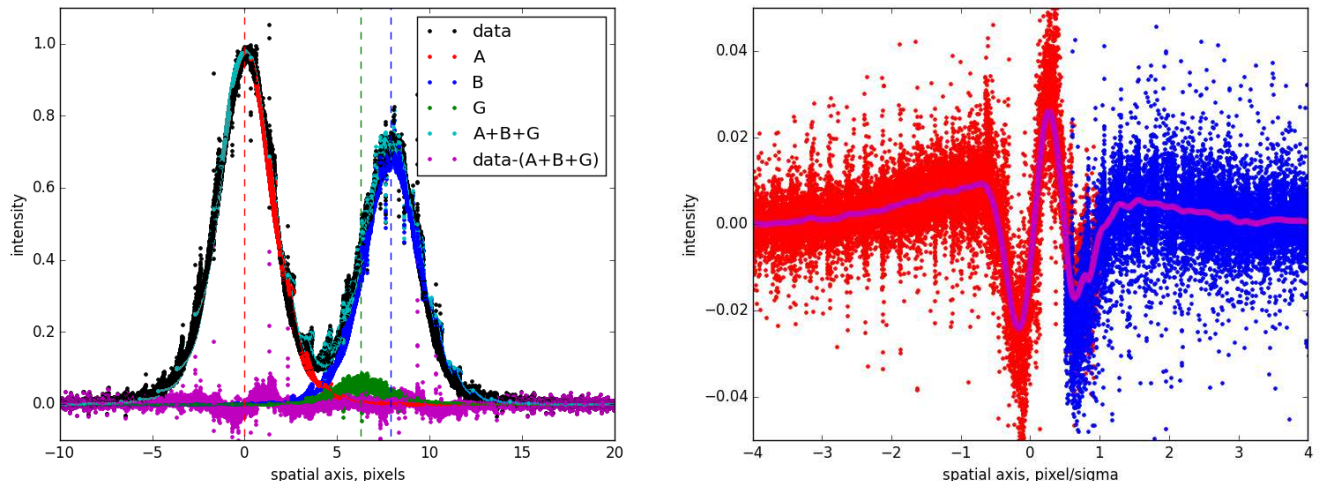 1.0
0.8
0.6
0.4
0.2
0.0
intensity
−10
−5
0
5
10
15
20
spatial axis, pixels
data
A
B
G
A+B+G
data-(A+B+G)
0.04
0.02
0.00
−0.02
−0.04
intensity
−4
−3
−2
−1
0
1
2
3
4
spatial axis, pixel/sigma